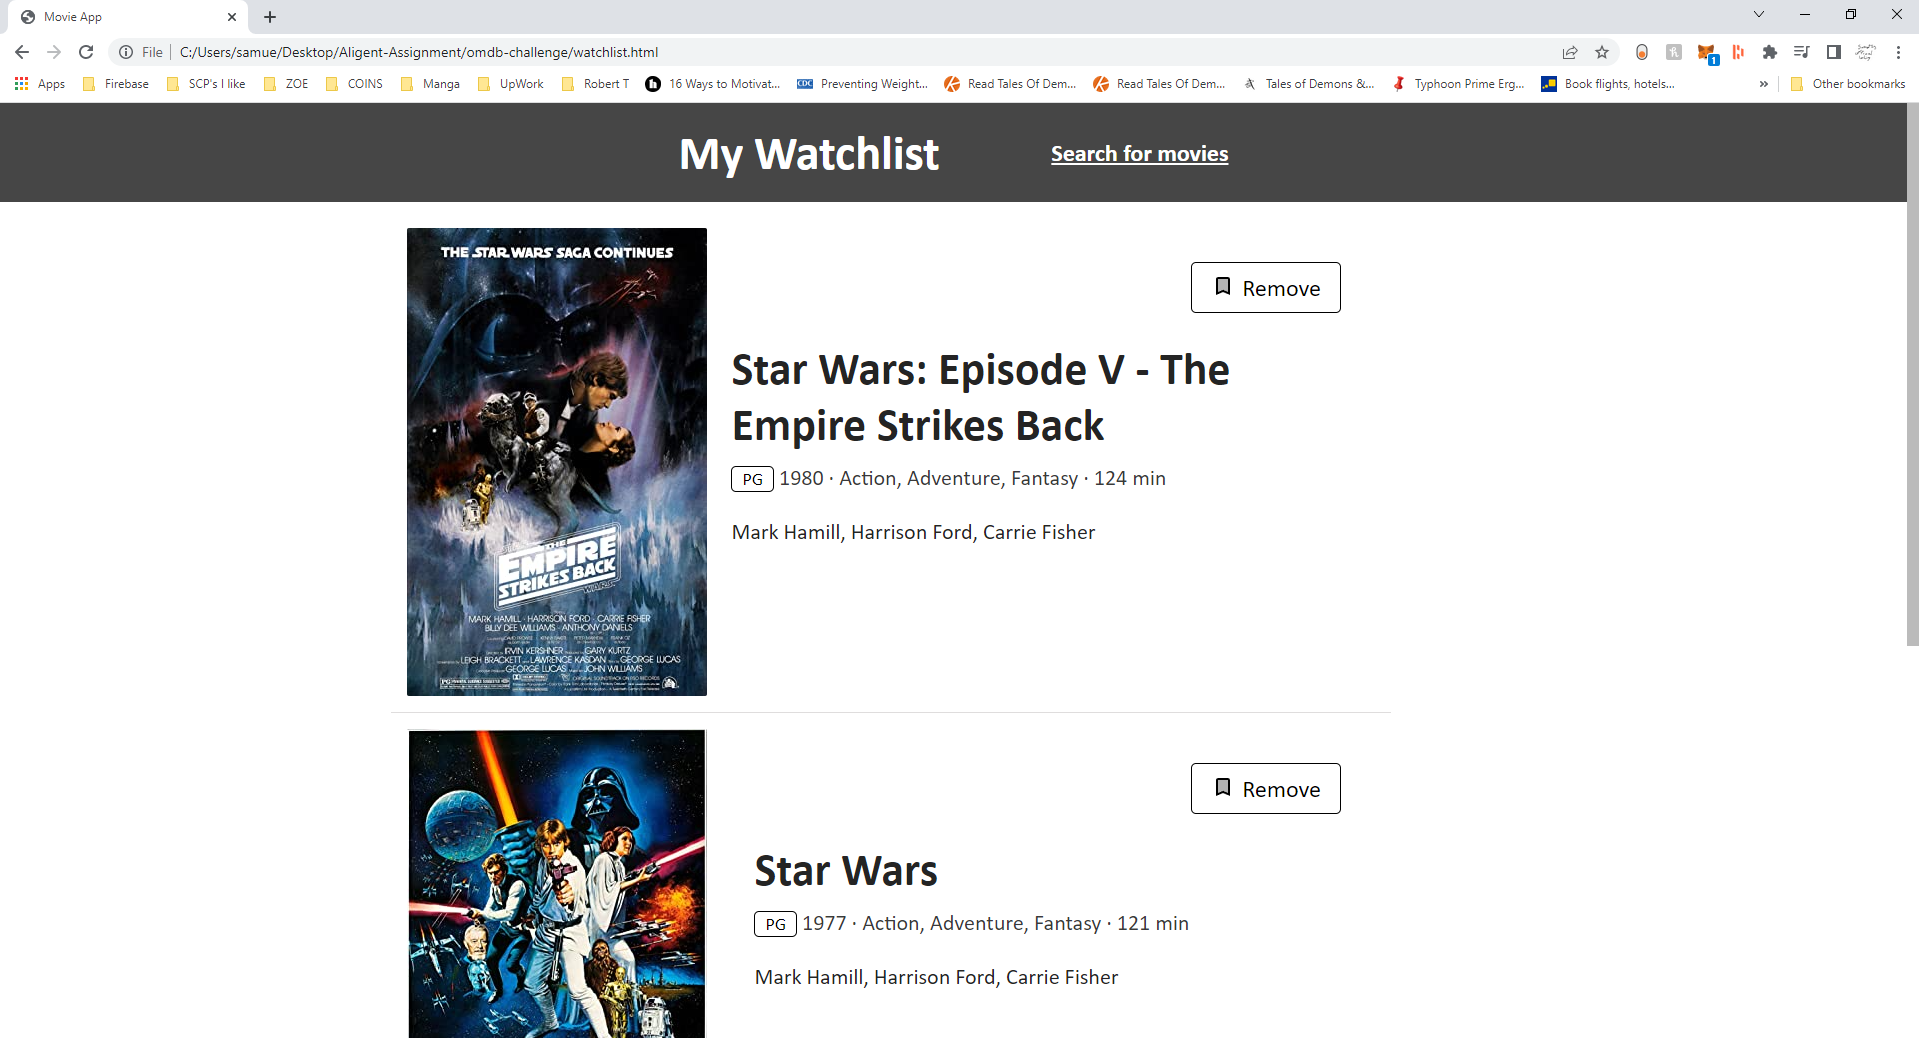 Movie App
File
C:/Users/samue/Desktop/Aligent-Assignment/omdb-challenge/watchlist.html
1
Apps
Firebase
SCP's I like
ZOE
COINS
Manga
UpWork
Robert T
16 Ways to Motivat...
CDC
Preventing Weight...
Read Tales Of Dem...
Read Tales Of Dem...
Tales of Demons &...
Typhoon Prime Erg...
Book flights, hotels...
»
Other bookmarks
My Watchlist
Search for movies
THE STAR WARS SAGA CONTINUES
Remove
Star Wars: Episode V - The
Empire Strikes Back
PG 1980 · Action, Adventure, Fantasy · 124 min
Mark Hamill, Harrison Ford, Carrie Fisher
THE
EMPIRE
STRIKES BACK
WARS
MARK HAMILL · HARRISON FORD · CARRIE FISHER
BILLY DEE WILLIAMS · ANTHONY DANIELS
IRVIN KERSHNER GARY KURTZ
LEIGH BRACKETT LAWRENCE KASDAN GEORGE LUCAS
GEORGE LUCAS JOHN WILLIAMS
PG
Remove
Star Wars
PG 1977 · Action, Adventure, Fantasy · 121 min
Mark Hamill, Harrison Ford, Carrie Fisher